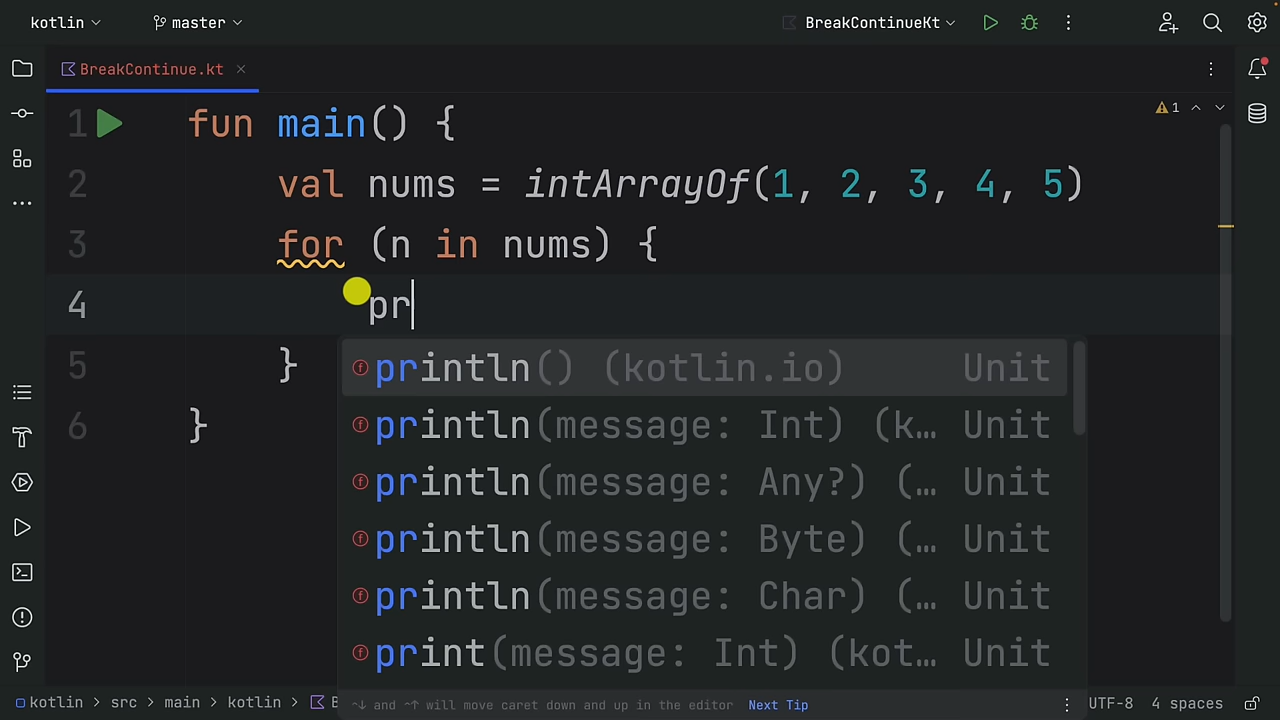 kotlin master BreakContinueKt
BreakContinue.kt
1 fun main() {
2 val nums = intArrayOf(1, 2, 3, 4, 5)
3 for (n in nums) {
4 pr
5 }
6 }
1
println() (kotlin.io) Unit
println(message: Int) (k… Unit
println(message: Any?) (… Unit
println(message: Byte) (… Unit
println(message: Char) (… Unit
print(message: Int) (kot… Unit
^↓ and ^↑ will move caret down and up in the editor Next Tip
kotlin > src > main > kotlin > B UTF-8 4 spaces